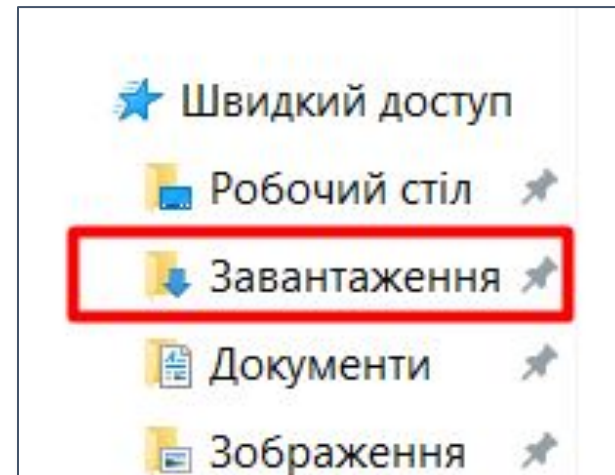 Швидкий доступ
Робочий стіл
Завантаження
Документи
Зображення